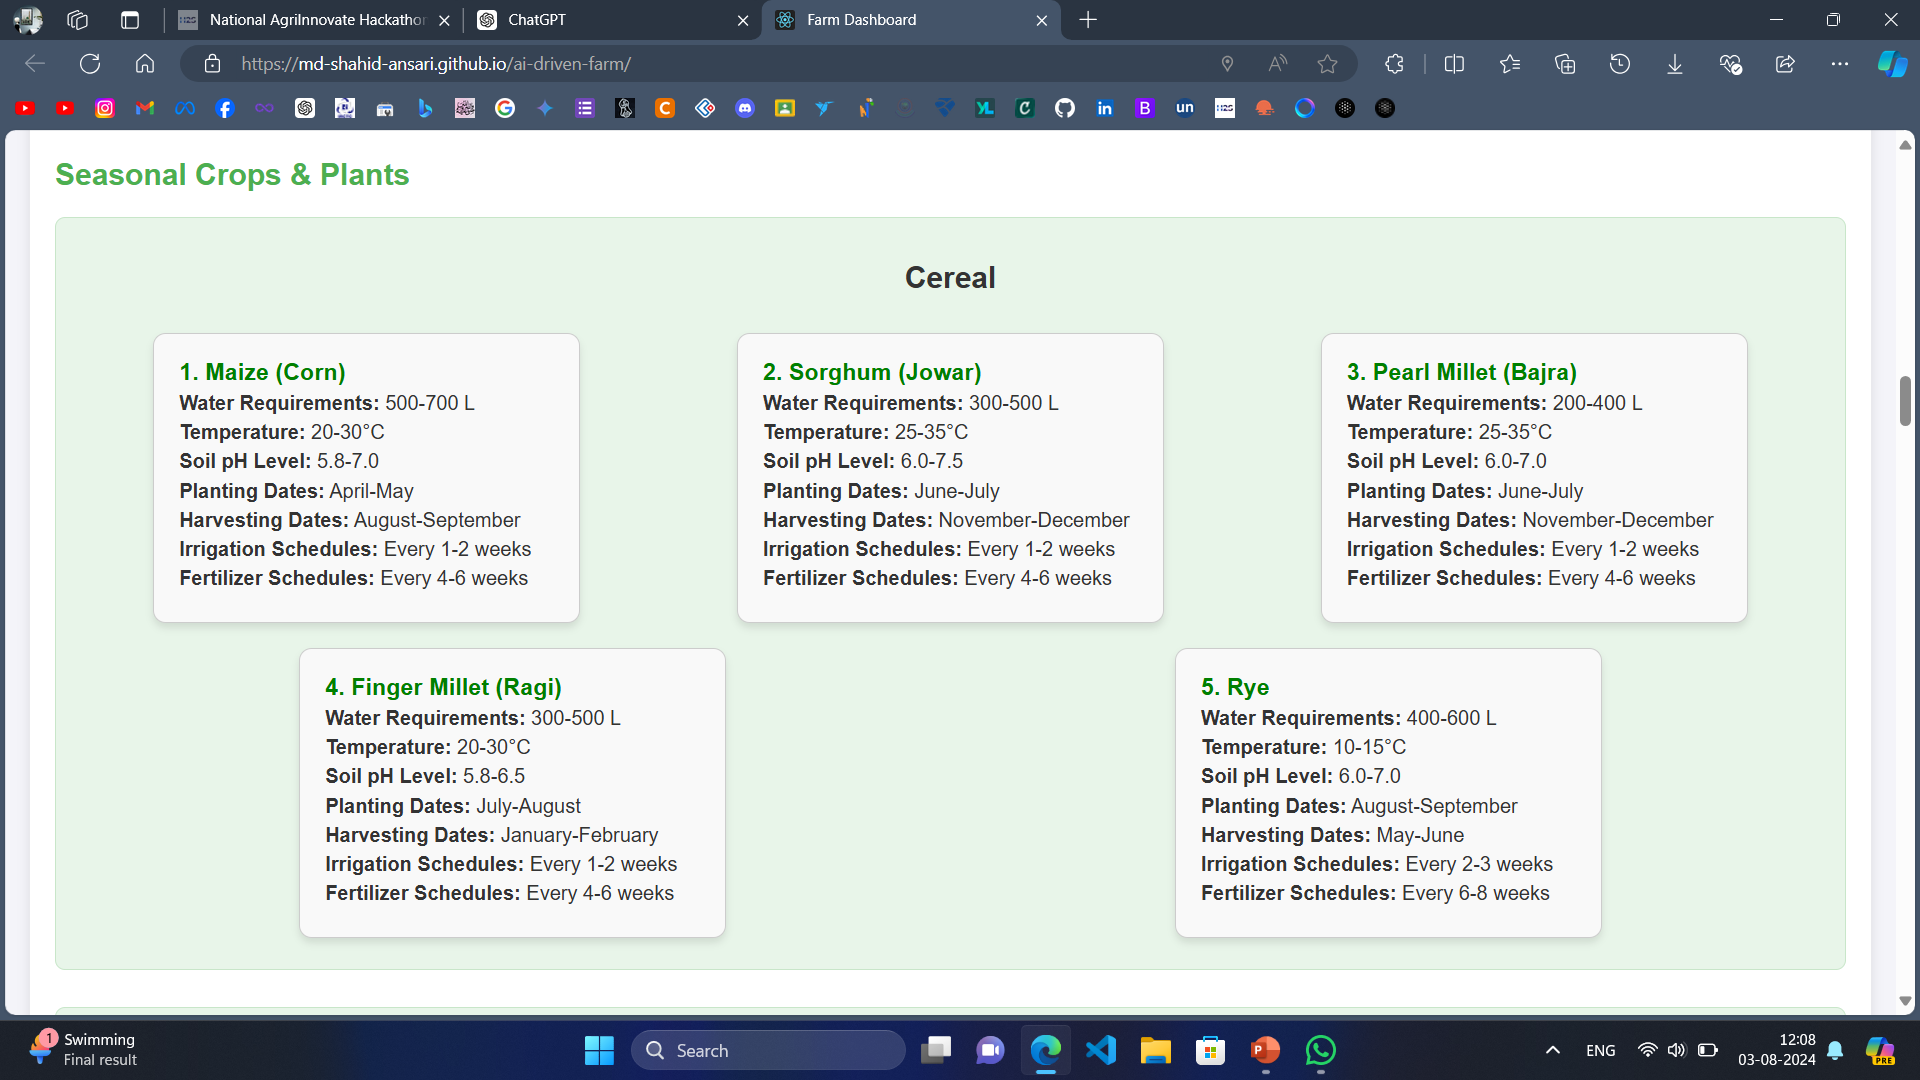 National AgriInnovate Hackathon
ChatGPT
Farm Dashboard
https://md-shahid-ansari.github.io/ai-driven-farm/
Seasonal Crops & Plants
Cereal
1. Maize (Corn)
Water Requirements: 500-700 L
Temperature: 20-30°C
Soil pH Level: 5.8-7.0
Planting Dates: April-May
Harvesting Dates: August-September
Irrigation Schedules: Every 1-2 weeks
Fertilizer Schedules: Every 4-6 weeks
2. Sorghum (Jowar)
Water Requirements: 300-500 L
Temperature: 25-35°C
Soil pH Level: 6.0-7.5
Planting Dates: June-July
Harvesting Dates: November-December
Irrigation Schedules: Every 1-2 weeks
Fertilizer Schedules: Every 4-6 weeks
3. Pearl Millet (Bajra)
Water Requirements: 200-400 L
Temperature: 25-35°C
Soil pH Level: 6.0-7.0
Planting Dates: June-July
Harvesting Dates: November-December
Irrigation Schedules: Every 1-2 weeks
Fertilizer Schedules: Every 4-6 weeks
4. Finger Millet (Ragi)
Water Requirements: 300-500 L
Temperature: 20-30°C
Soil pH Level: 5.8-6.5
Planting Dates: July-August
Harvesting Dates: January-February
Irrigation Schedules: Every 1-2 weeks
Fertilizer Schedules: Every 4-6 weeks
5. Rye
Water Requirements: 400-600 L
Temperature: 10-15°C
Soil pH Level: 6.0-7.0
Planting Dates: August-September
Harvesting Dates: May-June
Irrigation Schedules: Every 2-3 weeks
Fertilizer Schedules: Every 6-8 weeks
1
Swimming
Final result
Search
ENG
12:08
03-08-2024
PRE